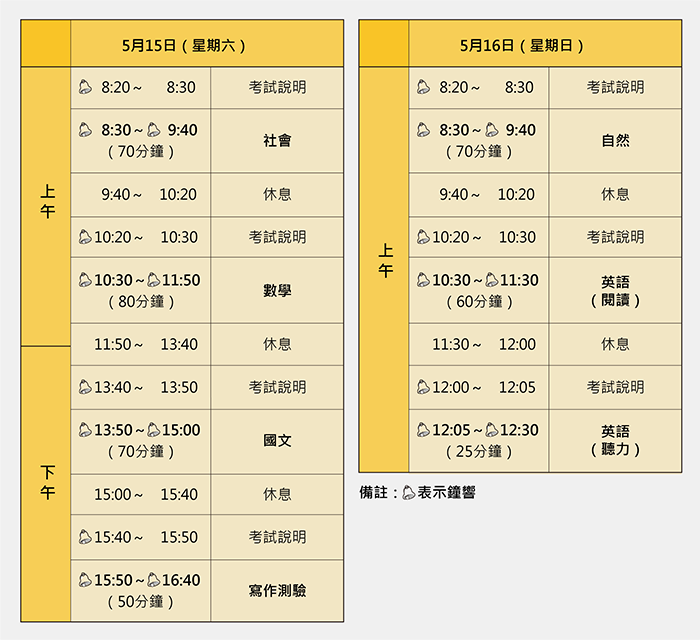 5月15日（星期六）
上午
8:20～ 8:30 考試說明
8:30～ 9:40 社會
（70分鐘）
9:40～ 10:20 休息
10:20～ 10:30 考試說明
10:30～11:50 數學
（80分鐘）
11:50～ 13:40 休息
下午
13:40～ 13:50 考試說明
13:50～15:00 國文
（70分鐘）
15:00～ 15:40 休息
15:40～ 15:50 考試說明
15:50～16:40 寫作測驗
（50分鐘）
5月16日（星期日）
上午
8:20～ 8:30 考試說明
8:30～ 9:40 自然
（70分鐘）
9:40～ 10:20 休息
10:20～ 10:30 考試說明
10:30～11:30 英語
（60分鐘） （閱讀）
11:30～ 12:00 休息
12:00～ 12:05 考試說明
12:05～12:30 英語
（25分鐘） （聽力）
備註：表示鐘響